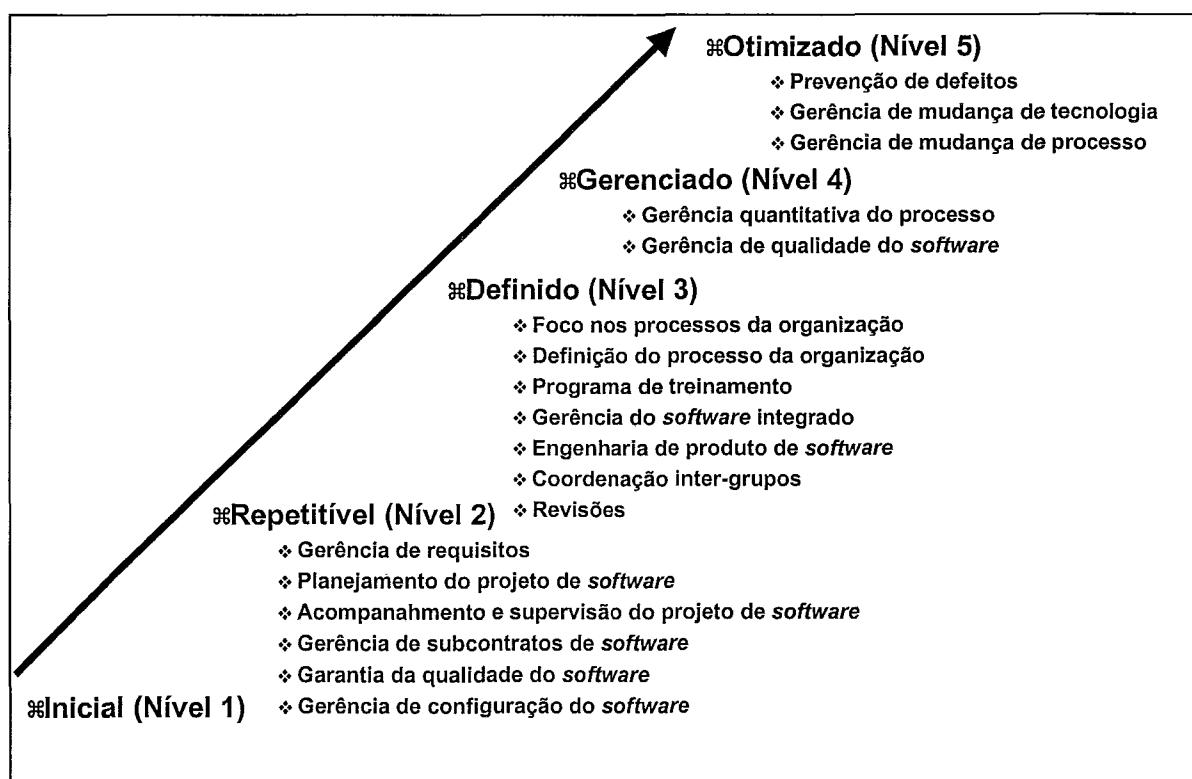 ⌘Otimizado (Nível 5)
❖ Prevenção de defeitos
❖ Gerência de mudança de tecnologia
❖ Gerência de mudança de processo
⌘Gerenciado (Nível 4)
❖ Gerência quantitativa do processo
❖ Gerência de qualidade do software
⌘Definido (Nível 3)
❖ Foco nos processos da organização
❖ Definição do processo da organização
❖ Programa de treinamento
❖ Gerência do software integrado
❖ Engenharia de produto de software
❖ Coordenação inter-grupos
❖ Revisões
⌘Repetitível (Nível 2)
❖ Gerência de requisitos
❖ Planejamento do projeto de software
❖ Acompanahmento e supervisão do projeto de software
❖ Gerência de subcontratos de software
❖ Garantia da qualidade do software
❖ Gerência de configuração do software
⌘Inicial (Nível 1)